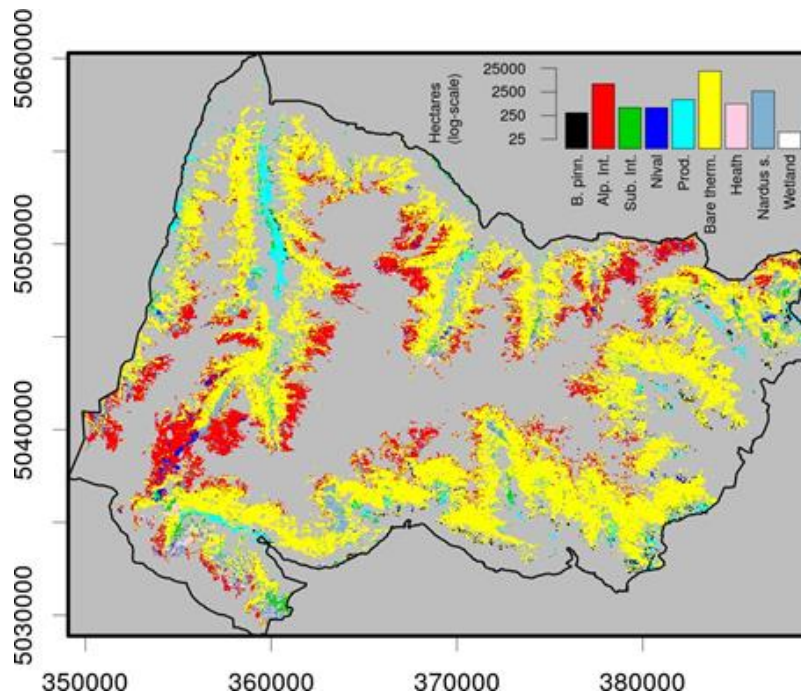 5060000
5050000
5040000
5030000
350000
360000
370000
380000
Hectares
(log-scale)
25000
2500
250
25
B. pinn.
Alp. Int.
Sub. Int.
Nival
Prod.
Bare therm.
Heath
Nardus s.
Wetland